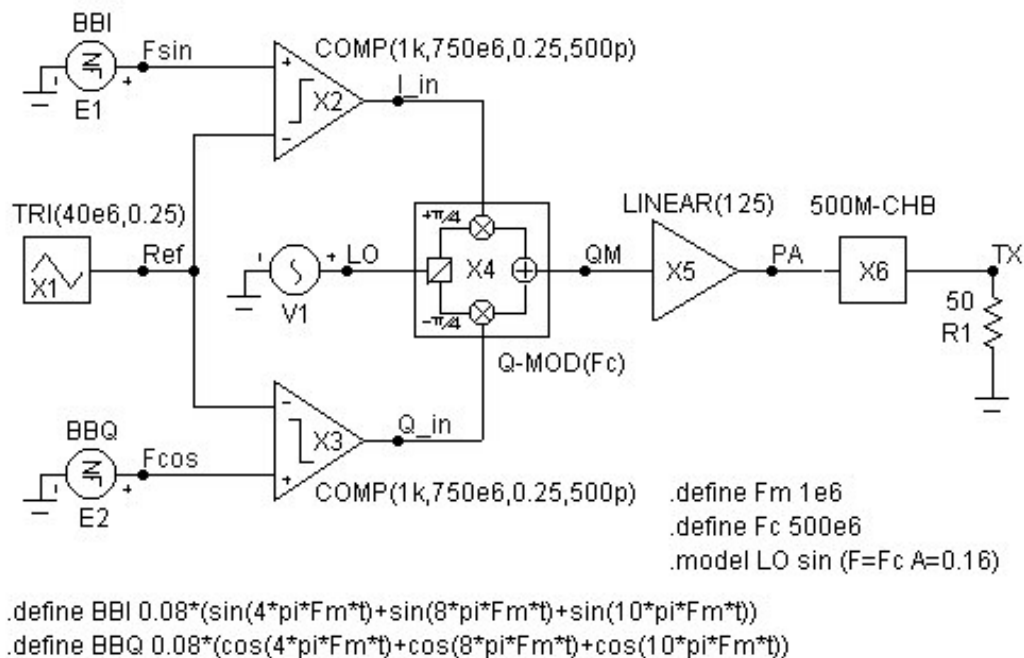 BBI
Fsin
COMP(1k,750e6,0.25,500p)
+
X2
I_in
E1
TRI(40e6,0.25)
X1
Ref
V1
LO
+π/4
X4
-π/4
Q-MOD(Fc)
QM
LINEAR(125)
X5
PA
500M-CHB
X6
TX
50
R1
BBQ
Fcos
E2
X3
Q_in
COMP(1k,750e6,0.25,500p)
.define Fm 1e6
.define Fc 500e6
.model LO sin (F=Fc A=0.16)
.define BBI 0.08*(sin(4*pi*Fm*t)+sin(8*pi*Fm*t)+sin(10*pi*Fm*t))
.define BBQ 0.08*(cos(4*pi*Fm*t)+cos(8*pi*Fm*t)+cos(10*pi*Fm*t))